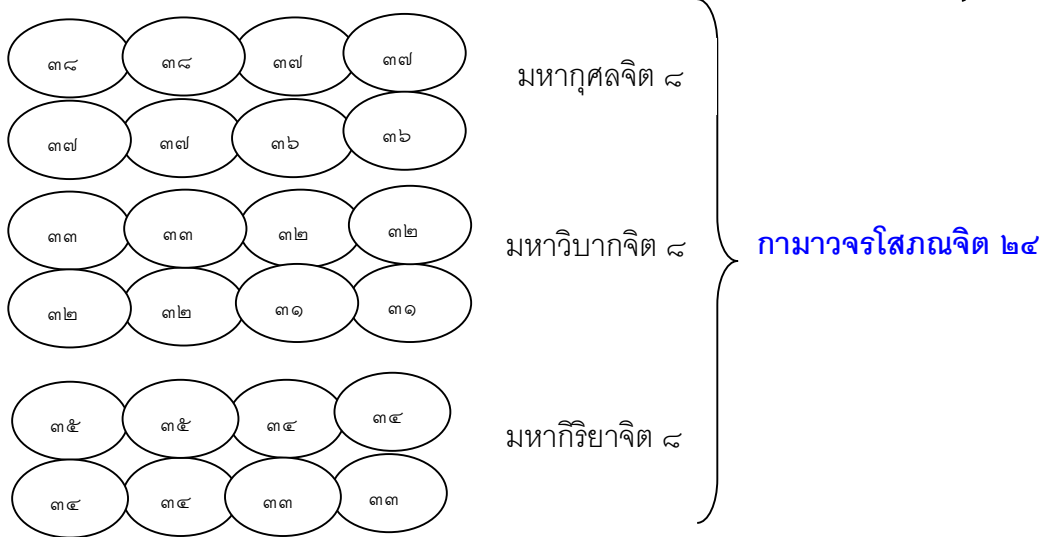 ๓๘ ๓๘ ๓๗ ๓๗
มหากุศลจิต ๘
๓๗ ๓๗ ๓๖ ๓๖
๓๓ ๓๓ ๓๒ ๓๒
มหาวิบากจิต ๘
กามาวจรโสภณจิต ๒๔
๓๒ ๓๒ ๓๑ ๓๑
๓๕ ๓๕ ๓๔ ๓๔
มหากิริยาจิต ๘
๓๔ ๓๔ ๓๓ ๓๓